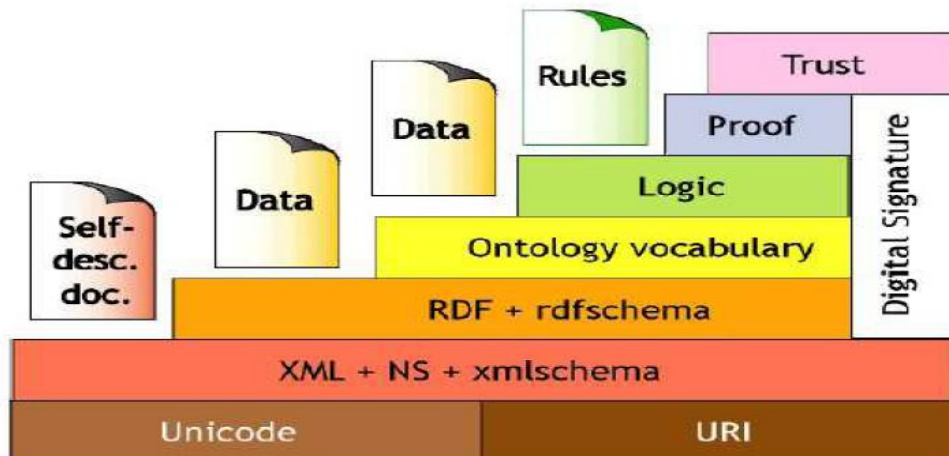 Rules
Trust
Data
Proof
Data
Logic
Self-
desc.
doc.
Ontology vocabulary
Digital Signature
RDF + rdfschema
XML + NS + xmlschema
Unicode
URI